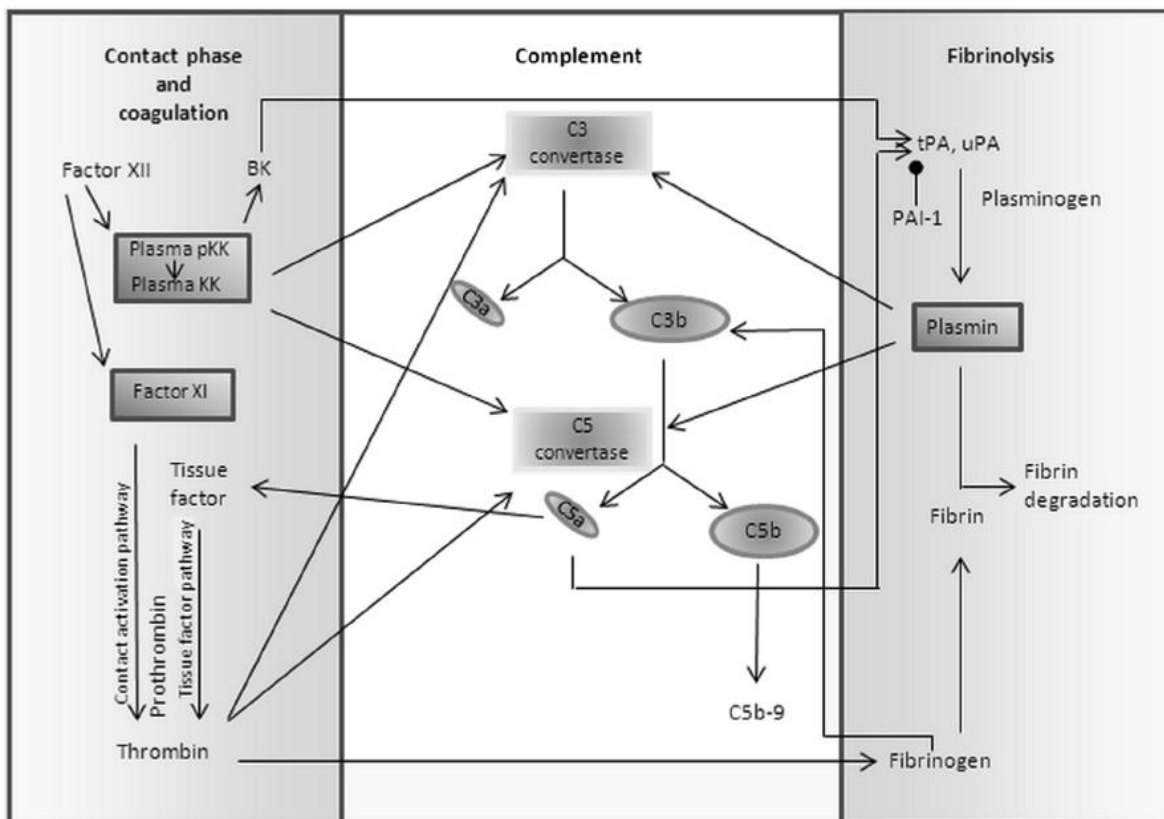 Contact phase
and
coagulation
Complement
Fibrinolysis
Factor XII
BK
Plasma pKK
Plasma KK
Factor XI
Tissue
factor
Contact activation pathway
Prothrombin
Tissue factor pathway
Thrombin
C3
convertase
C3a
C3b
C5
convertase
C5a
C5b
C5b-9
tPA, uPA
PAI-1
Plasminogen
Plasmin
Fibrin
degradation
Fibrin
Fibrinogen